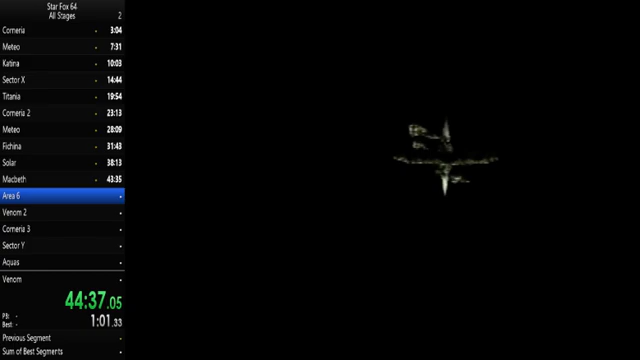 Star Fox 64
All Stages 2
Corneria - 3:04
Meteo - 7:31
Katina - 10:03
Sector X - 14:44
Titania - 19:54
Corneria 2 - 23:13
Meteo - 28:09
Fichina - 31:43
Solar - 38:13
Macbeth - 43:35
Area 6 -
Venom 2 -
Corneria 3 -
Sector Y -
Aquas -
Venom -
44:37.05
PB: -
Best: - 1:01.33
Previous Segment -
Sum of Best Segments -